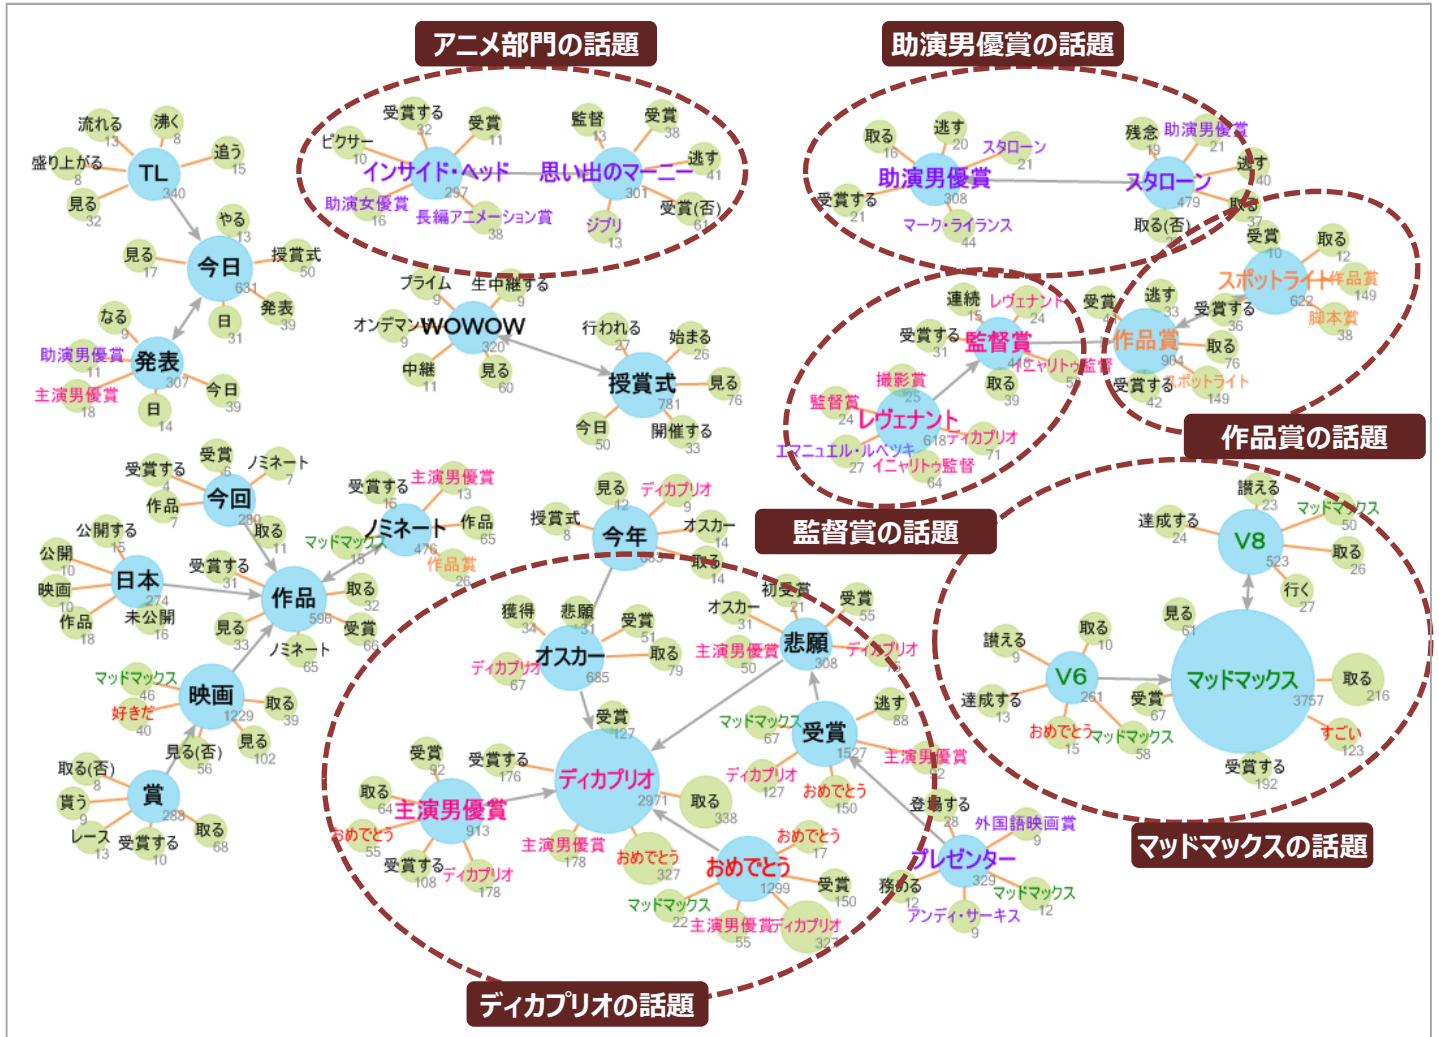 アニメ部門の話題
助演男優賞の話題
流れる
13
沸く
8
盛り上がる
8
追う
15
TL
340
見る
32
受賞する
32
受賞
11
ピクサー
10
インサイド・ヘッド
297
助演女優賞
16
長編アニメーション賞
38
監督
13
受賞
38
逃す
41
思い出のマーニー
301
受賞(否)
61
ジブリ
13
取る
16
逃す
20
スタローン
21
助演男優賞
308
受賞する
21
マーク・ライランス
44
残念
19
助演男優賞
21
逃す
40
スタローン
479
取る
37
取る(否)
やる
13
見る
17
今日
631
授賞式
50
発表
39
日
31
なる
9
助演男優賞
11
発表
307
主演男優賞
18
今日
39
日
14
プライム
9
生中継する
9
オンデマン
9
WOWOW
320
中継
11
見る
60
行われる
27
始まる
26
授賞式
781
見る
76
今日
50
開催する
33
受賞
10
取る
12
スポットライト
622
作品賞
149
脚本賞
38
受賞する
36
受賞
逃す
33
作品賞
904
取る
76
受賞する
42
スポットライト
149
作品賞の話題
連続
15
レヴェナント
24
受賞する
31
監督賞
446
イニャリトゥ監督
取る
39
撮影賞
25
監督賞
24
レヴェナント
618
ディカプリオ
71
エマニュエル・ルベツキ
27
イニャリトゥ監督
64
監督賞の話題
受賞
6
受賞する
4
ノミネート
7
作品
7
今回
280
取る
11
公開する
15
公開
10
日本
274
映画
10
作品
18
未公開
16
受賞する
15
主演男優賞
13
ノミネート
476
作品
65
マッドマックス
18
作品賞
26
受賞する
31
作品
596
取る
32
受賞
66
見る
33
ノミネート
65
マッドマックス
46
好きだ
40
映画
1229
取る
39
見る
102
見る(否)
56
取る(否)
8
貰う
9
賞
288
レース
13
受賞する
10
取る
68
見る
12
ディカプリオ
9
授賞式
8
今年
683
オスカー
14
取る
14
獲得
34
悲願
31
受賞
51
オスカー
685
取る
79
ディカプリオ
67
初受賞
21
オスカー
31
受賞
55
主演男優賞
50
悲願
308
ディカプリオ
受賞
127
受賞する
176
ディカプリオ
2971
取る
338
主演男優賞
178
おめでとう
327
受賞
92
取る
64
主演男優賞
913
おめでとう
55
受賞する
108
ディカプリオ
178
逃す
88
マッドマックス
67
受賞
1527
主演男優賞
62
ディカプリオ
127
おめでとう
150
おめでとう
17
おめでとう
1299
受賞
150
マッドマックス
22
主演男優賞
55
ディカプリオ
327
登場する
28
外国語映画賞
9
プレゼンター
329
務める
12
マッドマックス
12
アンディ・サーキス
9
ディカプリオの話題
讃える
23
マッドマックス
50
達成する
24
V8
523
取る
26
行く
27
見る
61
讃える
9
取る
10
V6
261
達成する
13
おめでとう
15
マッドマックス
58
マッドマックス
3757
取る
216
受賞
67
すごい
123
受賞する
192
マッドマックスの話題